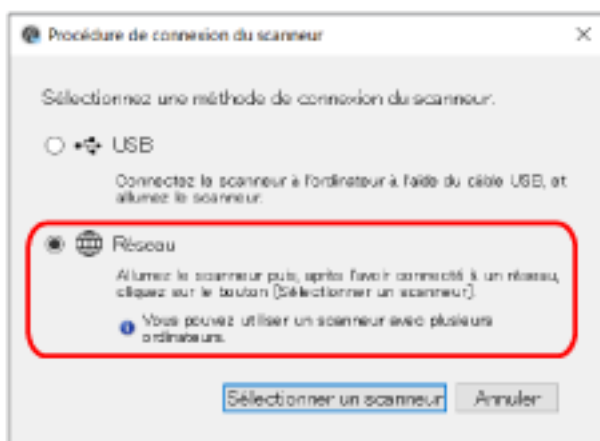 Procédure de connexion du scanneur
Sélectionnez une méthode de connexion du scanneur.
USB
Connectez le scanneur à l'ordinateur à l'aide du câble USB, et
allumez le scanneur.
Réseau
Allumez le scanneur puis, après l'avoir connecté à un réseau,
cliquez sur le bouton [Sélectionner un scanneur].
Vous pouvez utiliser un scanneur avec plusieurs
ordinateurs.
Sélectionner un scanneur
Annuler